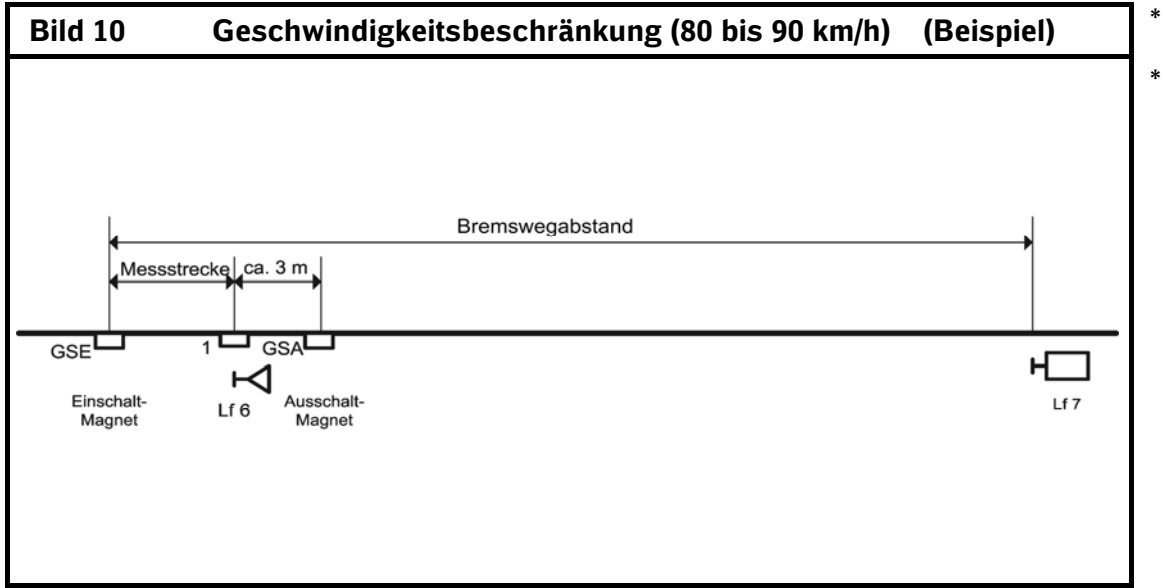 Bild 10 Geschwindigkeitsbeschränkung (80 bis 90 km/h) (Beispiel)
*
*
Bremswegabstand
Messstrecke ca. 3 m
GSE 1 GSA
Einschalt-
Magnet
Lf 6
Ausschalt-
Magnet
Lf 7